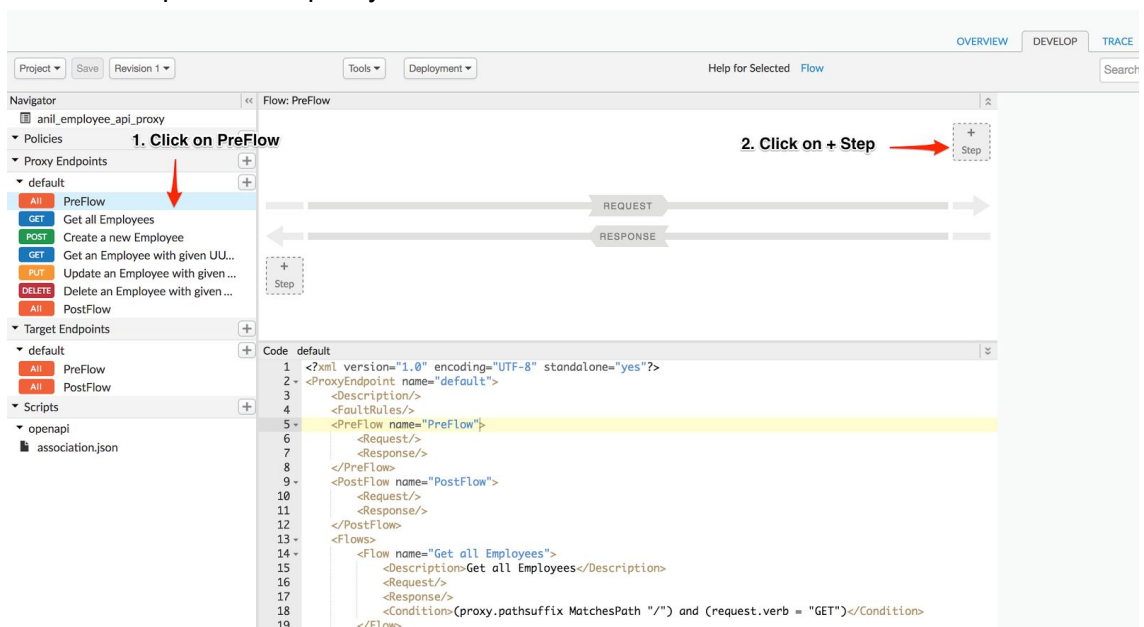 OVERVIEW DEVELOP TRACE
Project Save Revision 1 Tools Deployment Help for Selected Flow Search
Navigator
Flow: PreFlow
anil_employee_api_proxy
Policies
1. Click on PreFlow
2. Click on + Step
+
Step
Proxy Endpoints +
default +
All PreFlow
GET Get all Employees
POST Create a new Employee
GET Get an Employee with given UU...
PUT Update an Employee with given ...
DELETE Delete an Employee with given ...
All PostFlow
REQUEST
RESPONSE
+
Step
Target Endpoints +
default +
All PreFlow
All PostFlow
Scripts +
openapi
association.json
Code default
1 <?xml version="1.0" encoding="UTF-8" standalone="yes"?>
2 <ProxyEndpoint name="default">
3 <Description/>
4 <FaultRules/>
5 <PreFlow name="PreFlow">
6 <Request/>
7 <Response/>
8 </PreFlow>
9 <PostFlow name="PostFlow">
10 <Request/>
11 <Response/>
12 </PostFlow>
13 <Flows>
14 <Flow name="Get all Employees">
15 <Description>Get all Employees</Description>
16 <Request/>
17 <Response/>
18 <Condition>(proxy.pathsuffix MatchesPath "/") and (request.verb = "GET")</Condition>
19 </Flow>